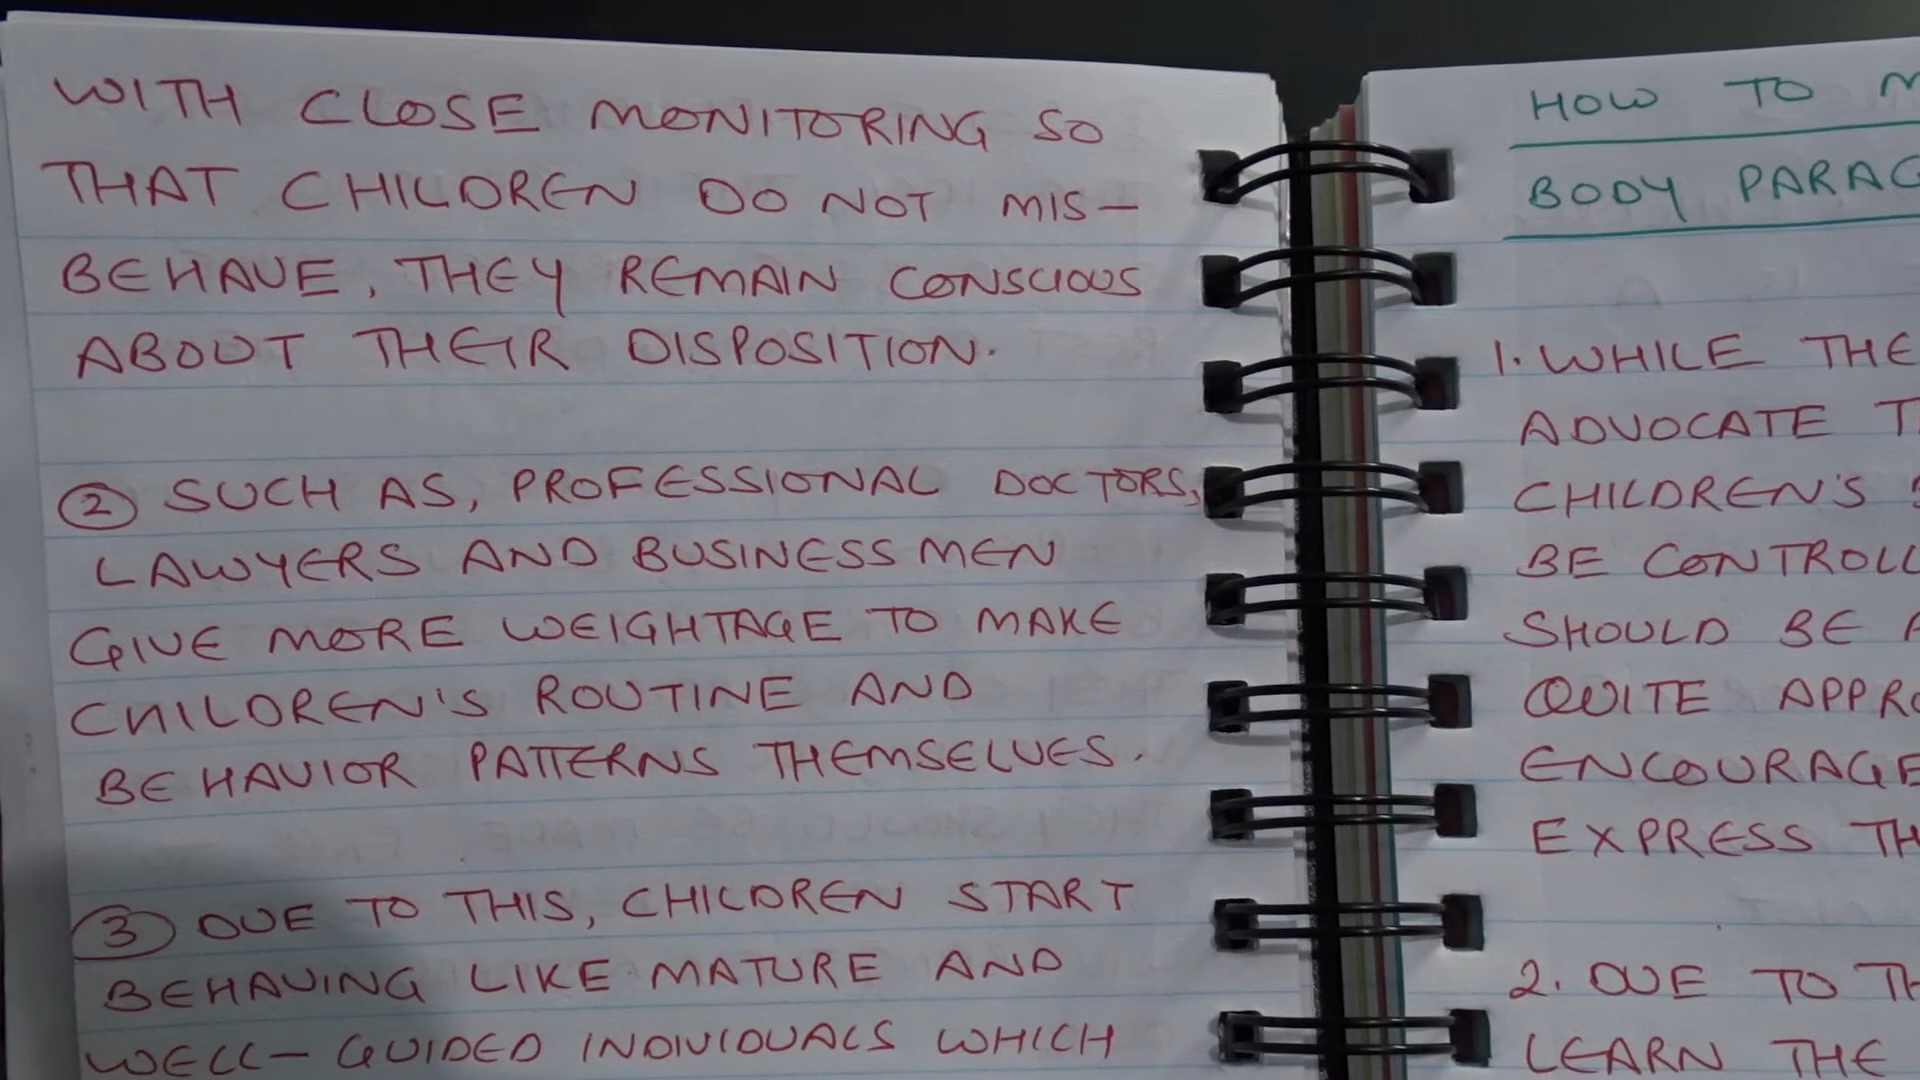 WITH CLOSE MONITORING SO
THAT CHILDREN DO NOT MIS-
BEHAVE, THEY REMAIN CONSCIOUS
ABOUT THEIR DISPOSITION.
② SUCH AS, PROFESSIONAL DOCTORS,
LAWYERS AND BUSINESSMEN
GIVE MORE WEIGHTAGE TO MAKE
CHILDREN'S ROUTINE AND
BEHAVIOR PATTERNS THEMSELVES.
③ DUE TO THIS, CHILDREN START
BEHAVING LIKE MATURE AND
WELL-GUIDED INDIVIDUALS WHICH
HOW TO
BODY
1. WHILE THE
ADVOCATE
CHILDREN'S
BE
SHOULD BE
QUITE
ENCOURAGE
EXPRESS
2. DUE TO
LEARN THE